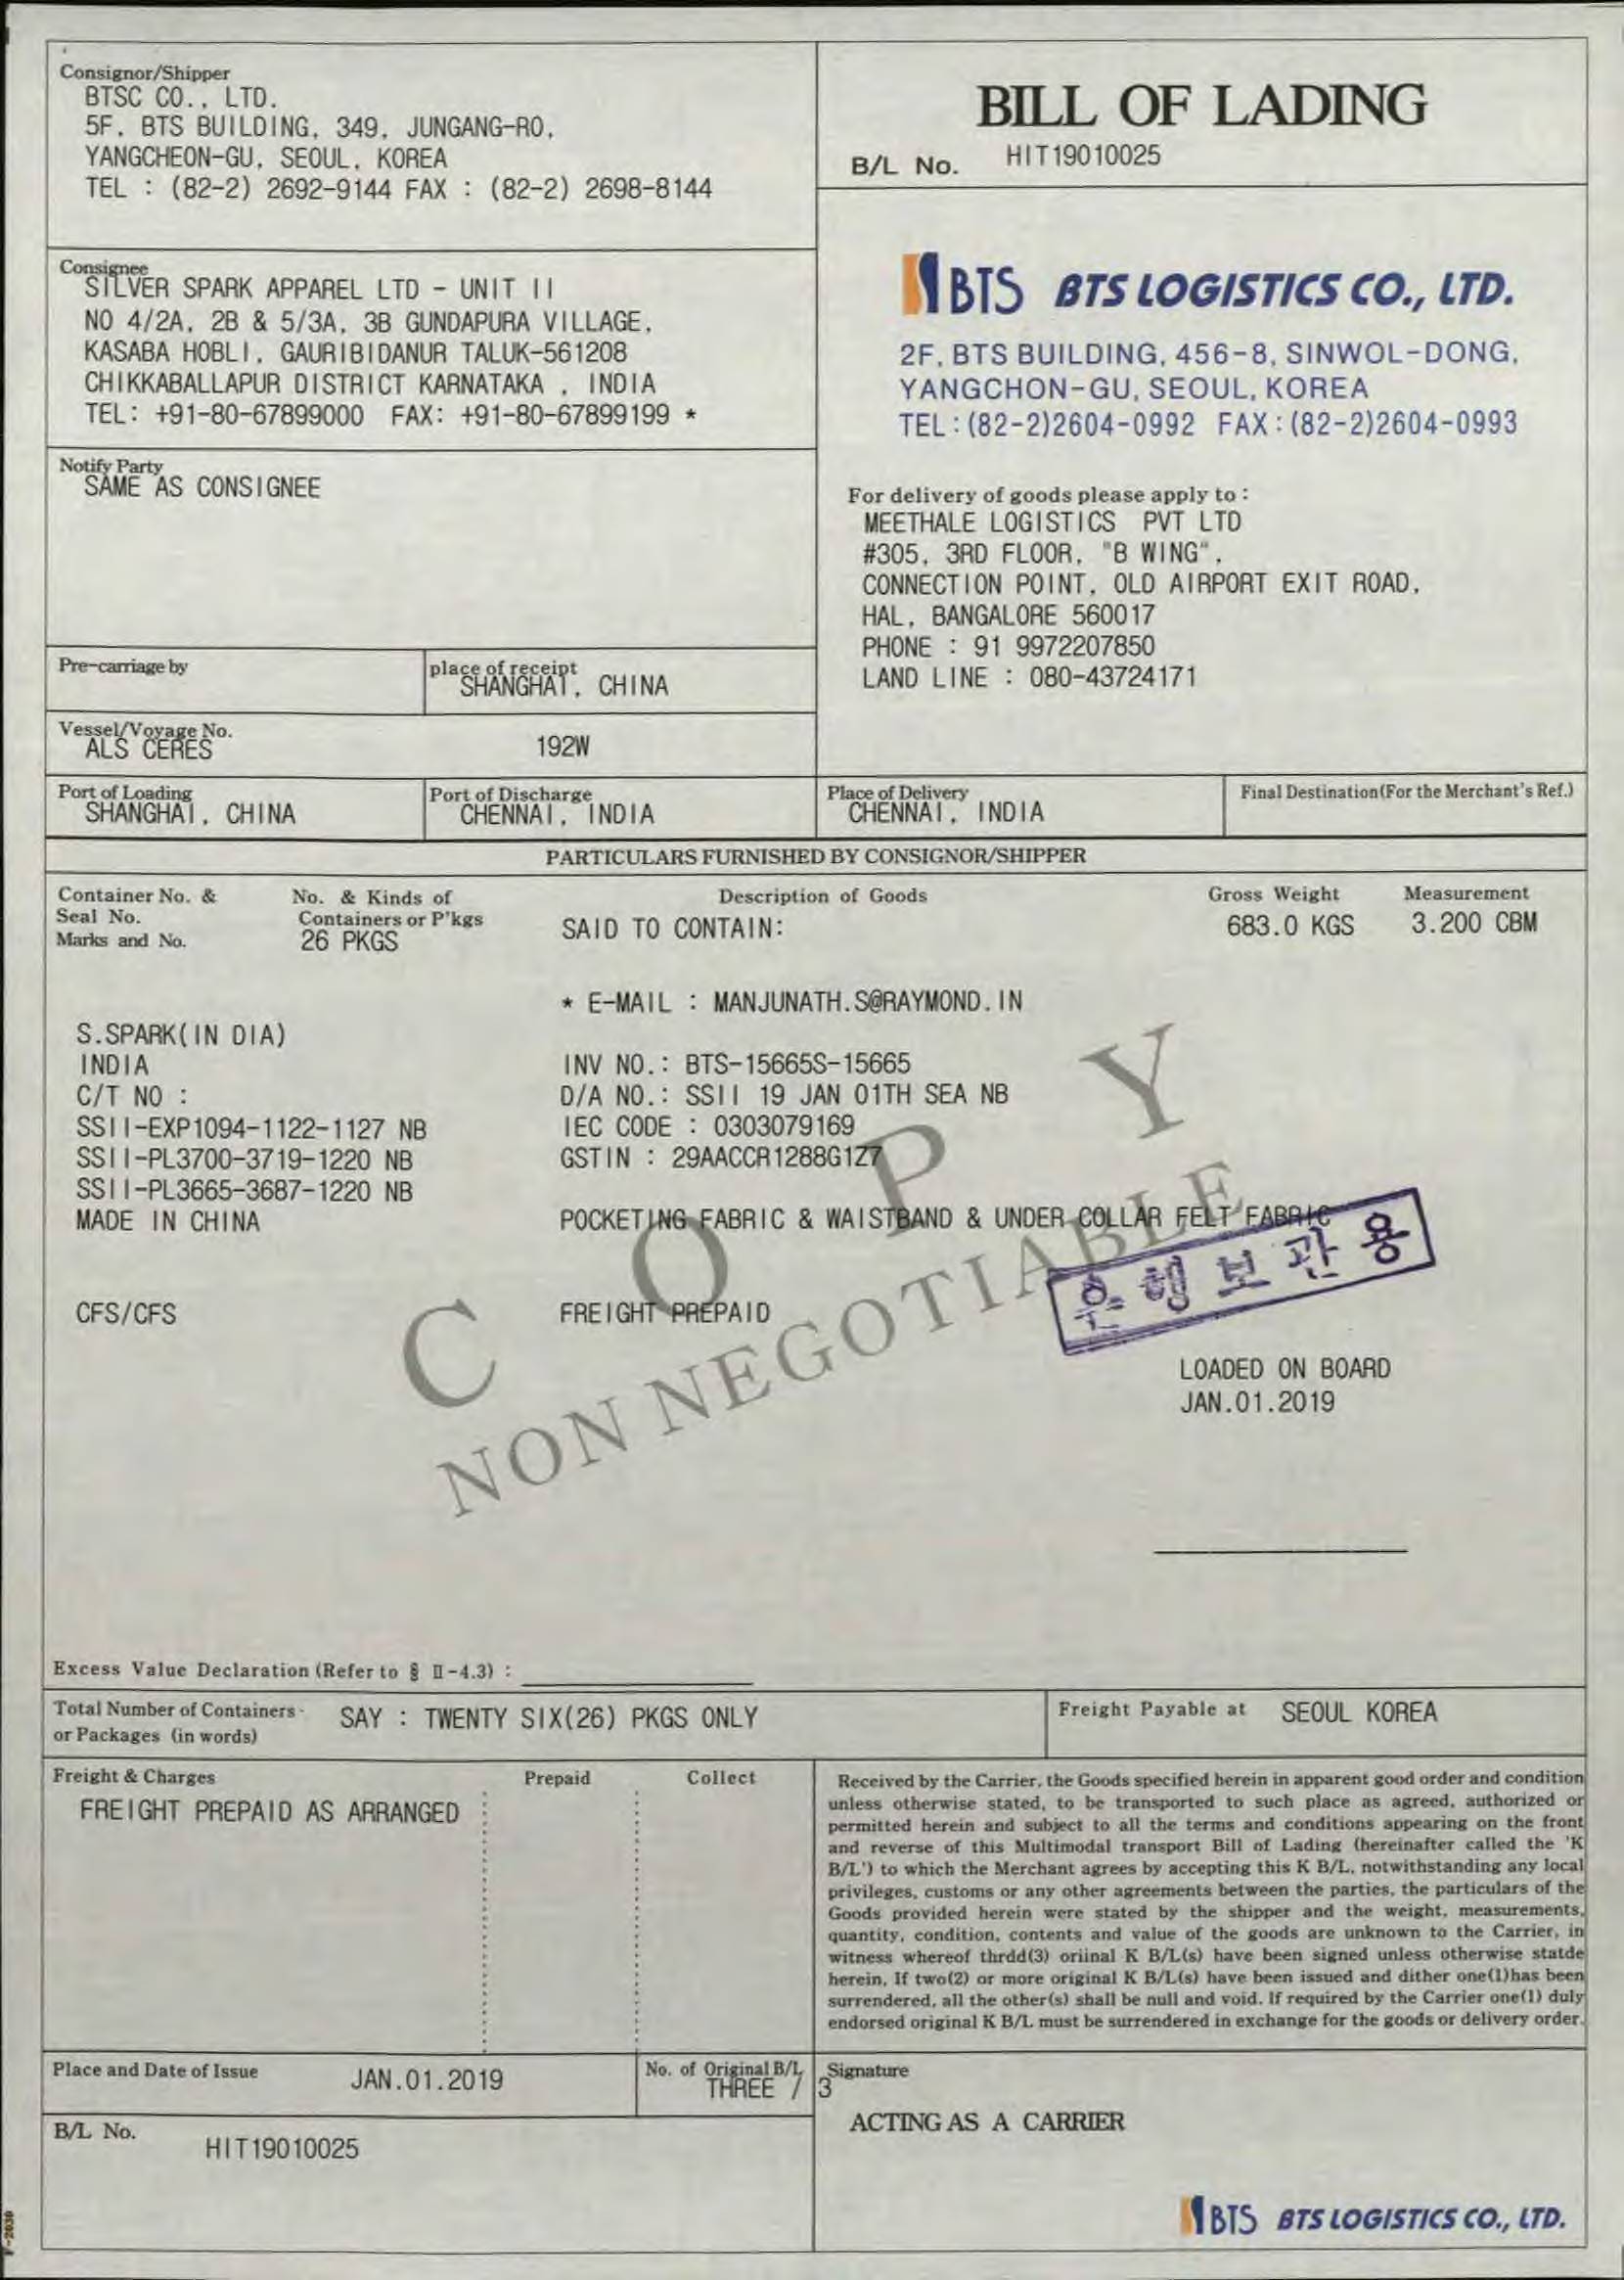 Consignor/Shipper
BTSC CO., LTD.
5F, BTS BUILDING, 349, JUNGANG-RO,
YANGCHEON-GU, SEOUL, KOREA
TEL : (82-2) 2692-9144 FAX : (82-2) 2698-8144
BILL OF LADING
B/L No. HIT19010025
Consignee
SILVER SPARK APPAREL LTD - UNIT II
NO 4/2A, 2B & 5/3A, 3B GUNDAPURA VILLAGE,
KASABA HOBLI, GAURIBIDANUR TALUK-561208
CHIKKABALLAPUR DISTRICT KARNATAKA , INDIA
TEL: +91-80-67899000 FAX: +91-80-67899199 *
BTS BTS LOGISTICS CO., LTD.
2F, BTS BUILDING, 456-8, SINWOL-DONG,
YANGCHON-GU, SEOUL, KOREA
TEL : (82-2)2604-0992 FAX : (82-2)2604-0993
Notify Party
SAME AS CONSIGNEE
For delivery of goods please apply to :
MEETHALE LOGISTICS PVT LTD
#305, 3RD FLOOR, "B WING",
CONNECTION POINT, OLD AIRPORT EXIT ROAD,
HAL, BANGALORE 560017
PHONE : 91 9972207850
LAND LINE : 080-43724171
Pre-carriage by
place of receipt
SHANGHAI, CHINA
Vessel/Voyage No.
ALS CERES 192W
Port of Loading
SHANGHAI, CHINA
Port of Discharge
CHENNAI, INDIA
Place of Delivery
CHENNAI, INDIA
Final Destination(For the Merchant's Ref.)
PARTICULARS FURNISHED BY CONSIGNOR/SHIPPER
Container No. &
Seal No.
Marks and No.
No. & Kinds of
Containers or P'kgs
26 PKGS
Description of Goods
SAID TO CONTAIN:
Gross Weight
683.0 KGS
Measurement
3.200 CBM
* E-MAIL : MANJUNATH.S@RAYMOND.IN
S.SPARK(IN DIA)
INDIA
C/T NO :
SSII-EXP1094-1122-1127 NB
SSII-PL3700-3719-1220 NB
SSII-PL3665-3687-1220 NB
MADE IN CHINA
INV NO.: BTS-15665S-15665
D/A NO.: SSII 19 JAN 01TH SEA NB
IEC CODE : 0303079169
GSTIN : 29AACCR1288G1Z7
POCKETING FABRIC & WAISTBAND & UNDER COLLAR FELT FABRIC
COPY
NON NEGOTIABLE
은행보관용
CFS/CFS
FREIGHT PREPAID
LOADED ON BOARD
JAN.01.2019
Excess Value Declaration (Refer to § II-4.3) :
Total Number of Containers
or Packages (in words)
SAY : TWENTY SIX(26) PKGS ONLY
Freight Payable at SEOUL KOREA
Freight & Charges Prepaid Collect
FREIGHT PREPAID AS ARRANGED
Received by the Carrier, the Goods specified herein in apparent good order and condition
unless otherwise stated, to be transported to such place as agreed, authorized or
permitted herein and subject to all the terms and conditions appearing on the front
and reverse of this Multimodal transport Bill of Lading (hereinafter called the 'K
B/L') to which the Merchant agrees by accepting this K B/L, notwithstanding any local
privileges, customs or any other agreements between the parties, the particulars of the
Goods provided herein were stated by the shipper and the weight, measurements,
quantity, condition, contents and value of the goods are unknown to the Carrier, in
witness whereof thrdd(3) oriinal K B/L(s) have been signed unless otherwise statde
herein, If two(2) or more original K B/L(s) have been issued and dither one(1)has been
surrendered, all the other(s) shall be null and void. If required by the Carrier one(1) duly
endorsed original K B/L must be surrendered in exchange for the goods or delivery order.
Place and Date of Issue JAN.01.2019
No. of Original B/L
THREE / 3
Signature
ACTING AS A CARRIER
B/L No.
HIT19010025
BTS BTS LOGISTICS CO., LTD.
F-2030